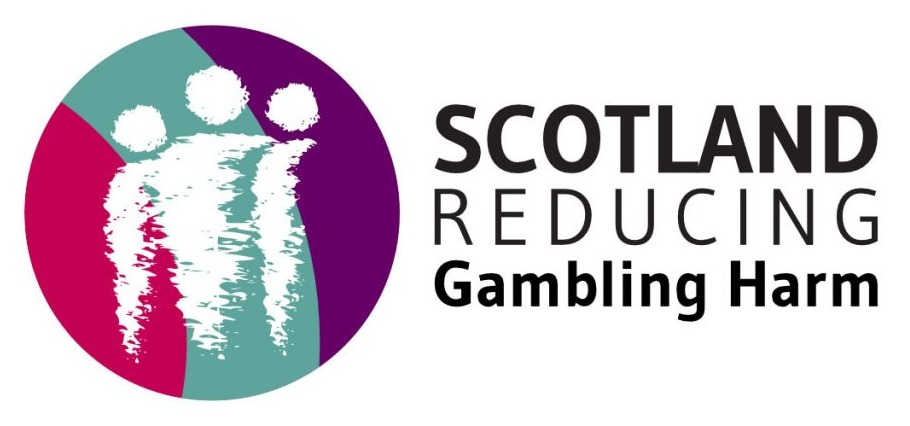 SCOTLAND
REDUCING
Gambling Harm